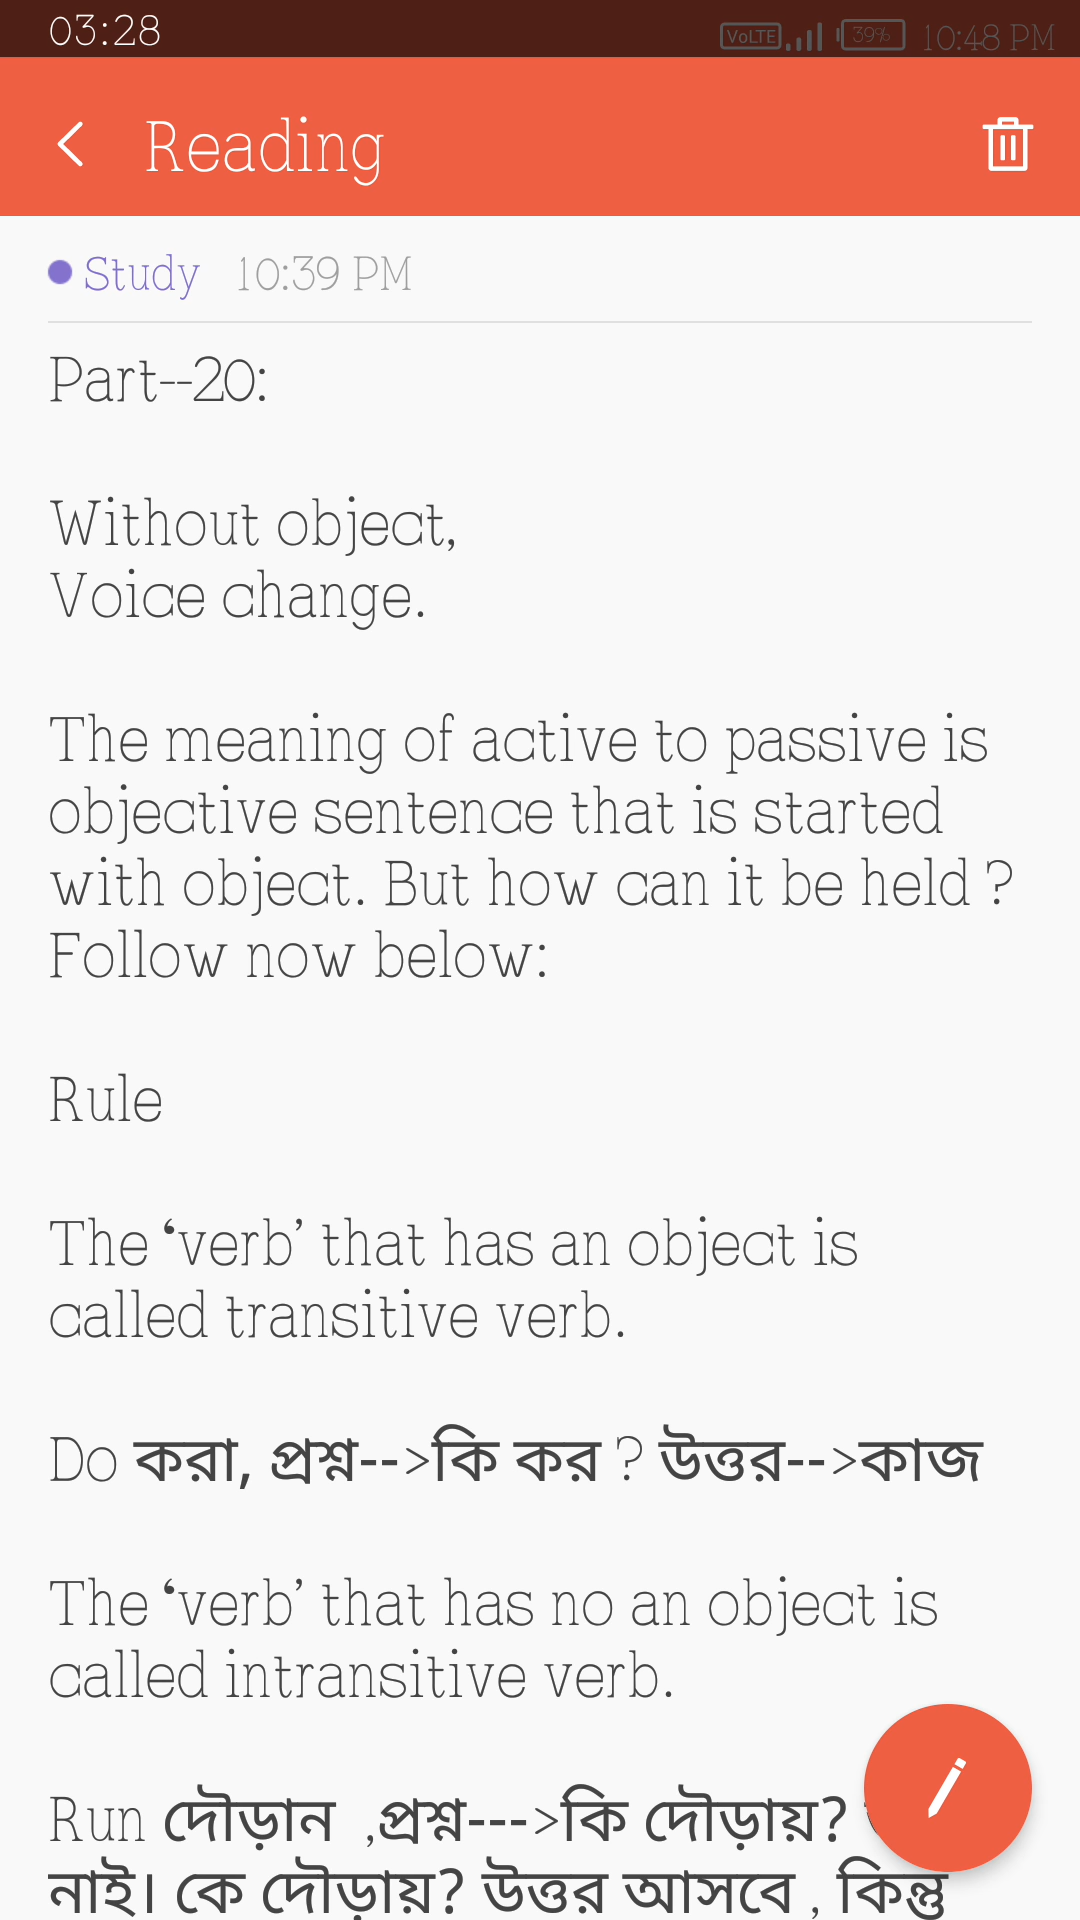 03:28 VoLTE 39% 10:48 PM
Reading
Study 10:39 PM
Part--20:
Without object,
Voice change.
The meaning of active to passive is
objective sentence that is started
with object. But how can it be held ?
Follow now below:
Rule
The ‘verb’ that has an object is
called transitive verb.
Do করা, প্রশ্ন-->কি কর ? উত্তর-->কাজ
The ‘verb’ that has no an object is
called intransitive verb.
Run দৌড়ান ,প্রশ্ন--->কি দৌড়ায়?
নাই। কে দৌড়ায়? উত্তর আসবে , কিন্তু